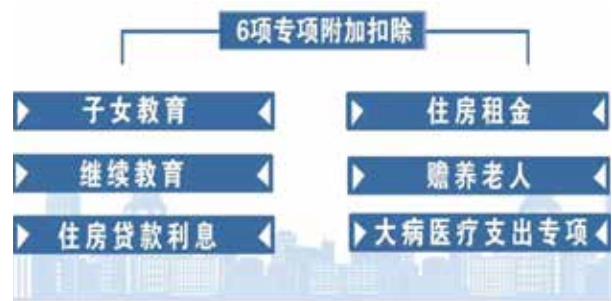 6项专项附加扣除
子女教育
住房租金
继续教育
赡养老人
住房贷款利息
大病医疗支出专项